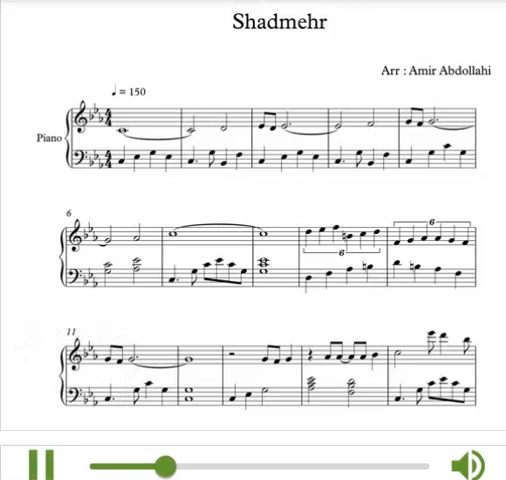 Shadmehr
Arr : Amir Abdollahi
♩ = 150
Piano
6
6
6
11